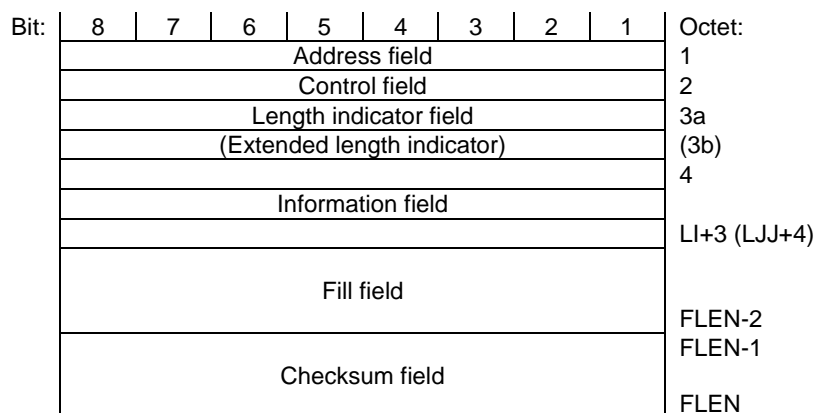 Bit: 8 7 6 5 4 3 2 1 Octet:
Address field 1
Control field 2
Length indicator field 3a
(Extended length indicator) (3b)
4
Information field
LI+3 (LJJ+4)
Fill field
FLEN-2
FLEN-1
Checksum field
FLEN